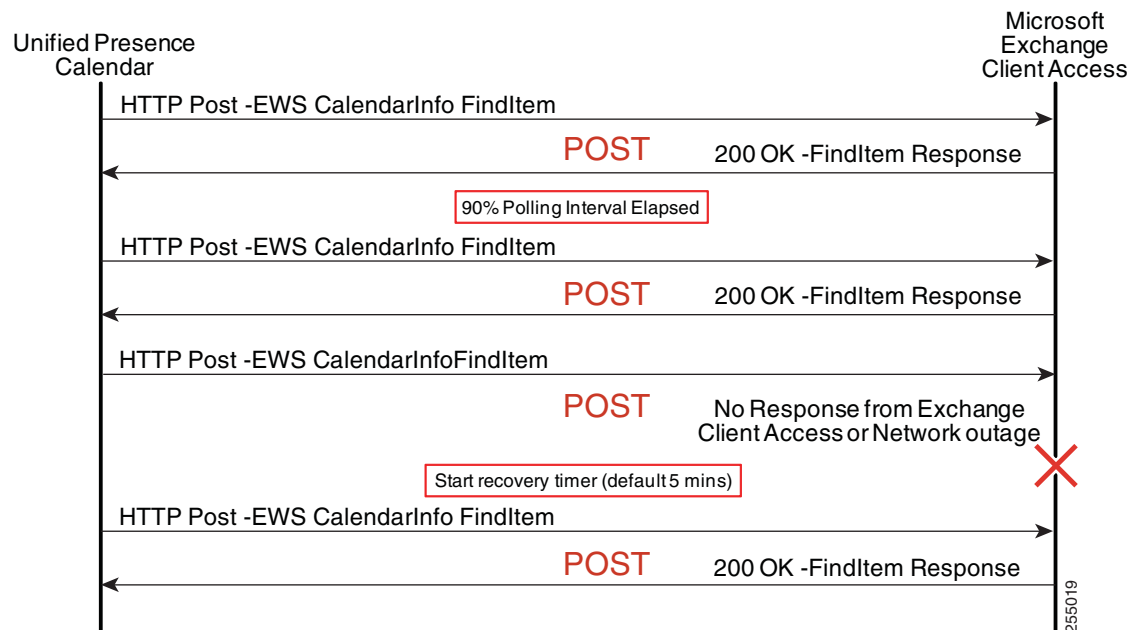 Unified Presence
Calendar
Microsoft
Exchange
Client Access
HTTP Post -EWS CalendarInfo FindItem
POST
200 OK -FindItem Response
90% Polling Interval Elapsed
HTTP Post -EWS CalendarInfo FindItem
POST
200 OK -FindItem Response
HTTP Post -EWS CalendarInfoFindItem
POST
No Response from Exchange
Client Access or Network outage
Start recovery timer (default 5 mins)
HTTP Post -EWS CalendarInfo FindItem
POST
200 OK -FindItem Response
255019